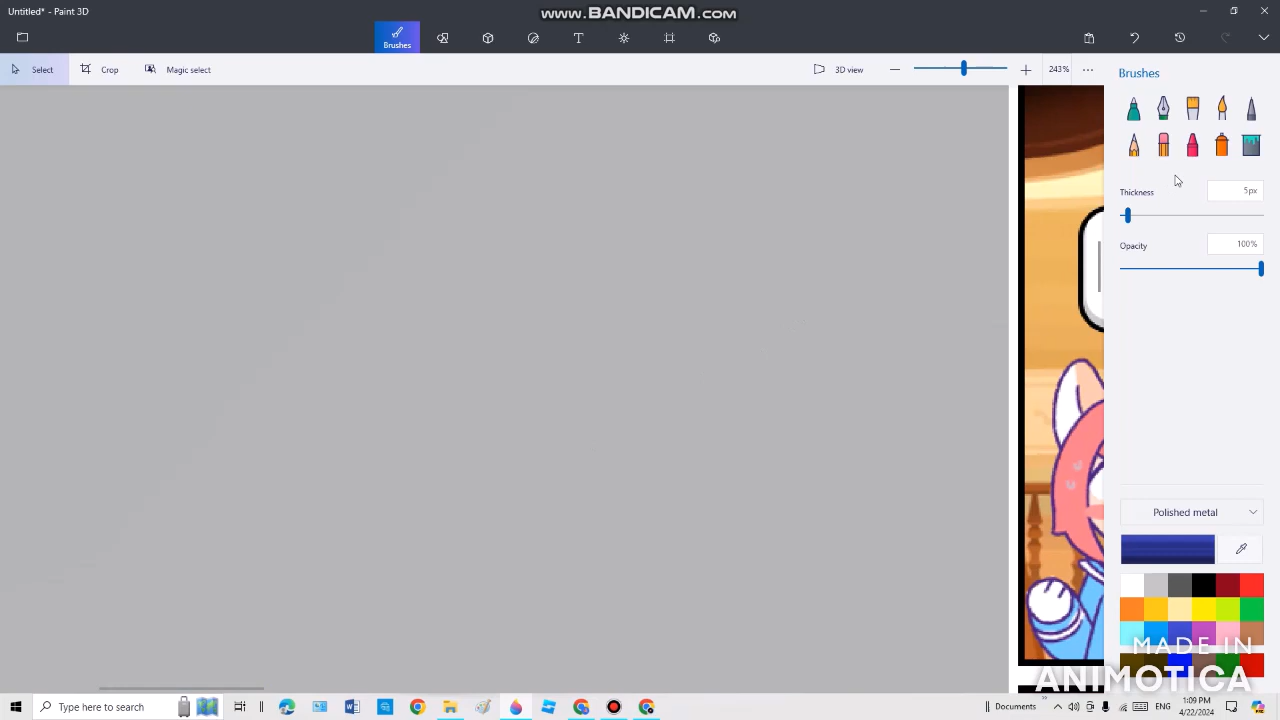 Untitled* - Paint 3D
www.BANDICAM.com
Brushes
Select
Crop
Magic select
3D view
243%
Brushes
Thickness
5px
Opacity
100%
Polished metal
MADE IN
ANIMOTICA
Type here to search
Documents
ENG
1:09 PM
4/22/2024